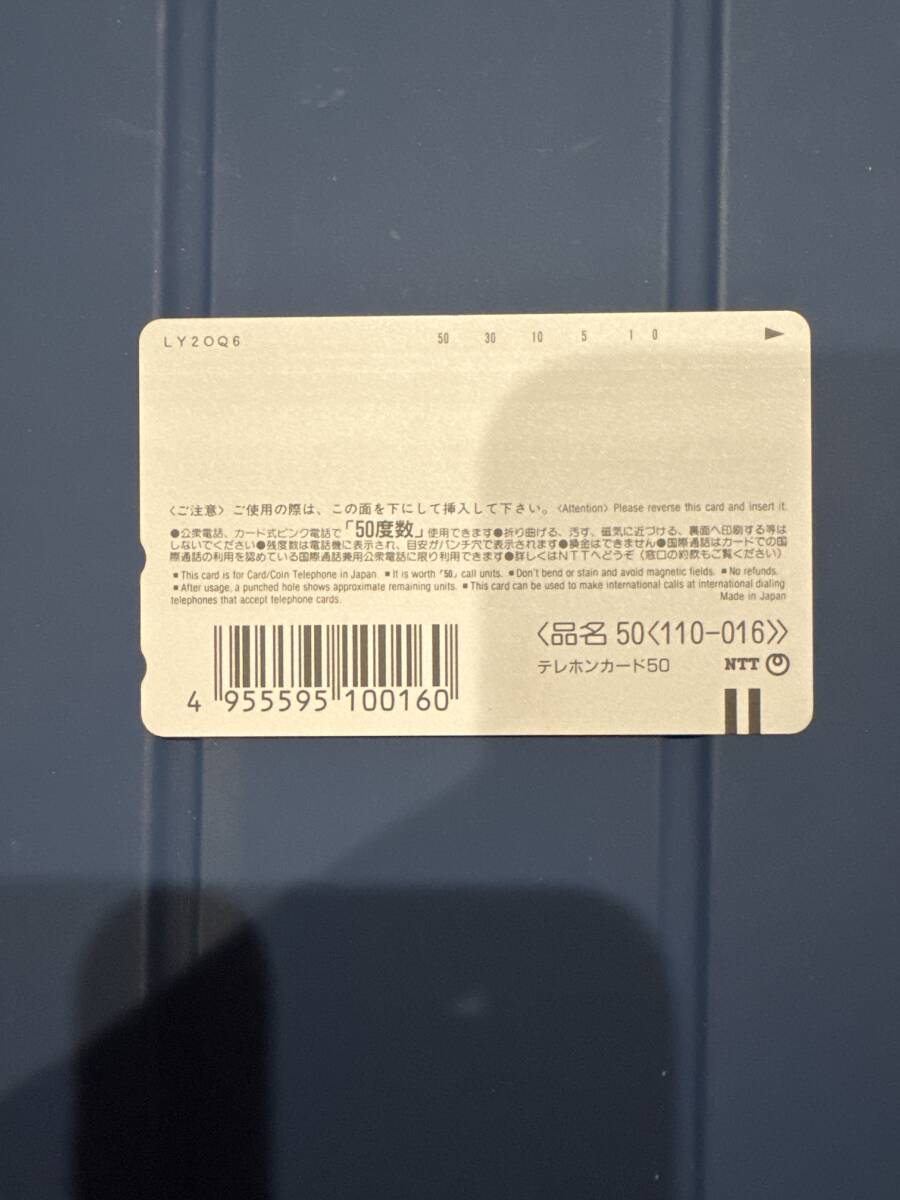 LY20Q6 50 30 10 5 1 0
〈ご注意〉ご使用の際は、この面を下にして挿入して下さい。〈Attention〉Please reverse this card and insert it.
●公衆電話、カード式ピンク電話で「50度数」使用できます●折り曲げる、汚す、磁気に近づける、裏面へ印刷する等は
しないでください●残度数は電話機に表示され、目安がパンチ穴で表示されます●換金はできません●国際通話はカードでの国
際通話の利用を認めている国際通話兼用公衆電話に限り利用できます●詳しくはNTTへどうぞ（窓口の約款もご覧ください）
■This card is for Card/Coin Telephone in Japan. ■It is worth「50」call units. ■Don't bend or stain and avoid magnetic fields. ■No refunds.
■After usage, a punched hole shows approximate remaining units. ■This card can be used to make international calls at international dialing
telephones that accept telephone cards. Made in Japan
〈品名 50〈110-016〉〉
テレホンカード50 NTT
4 955595 100160